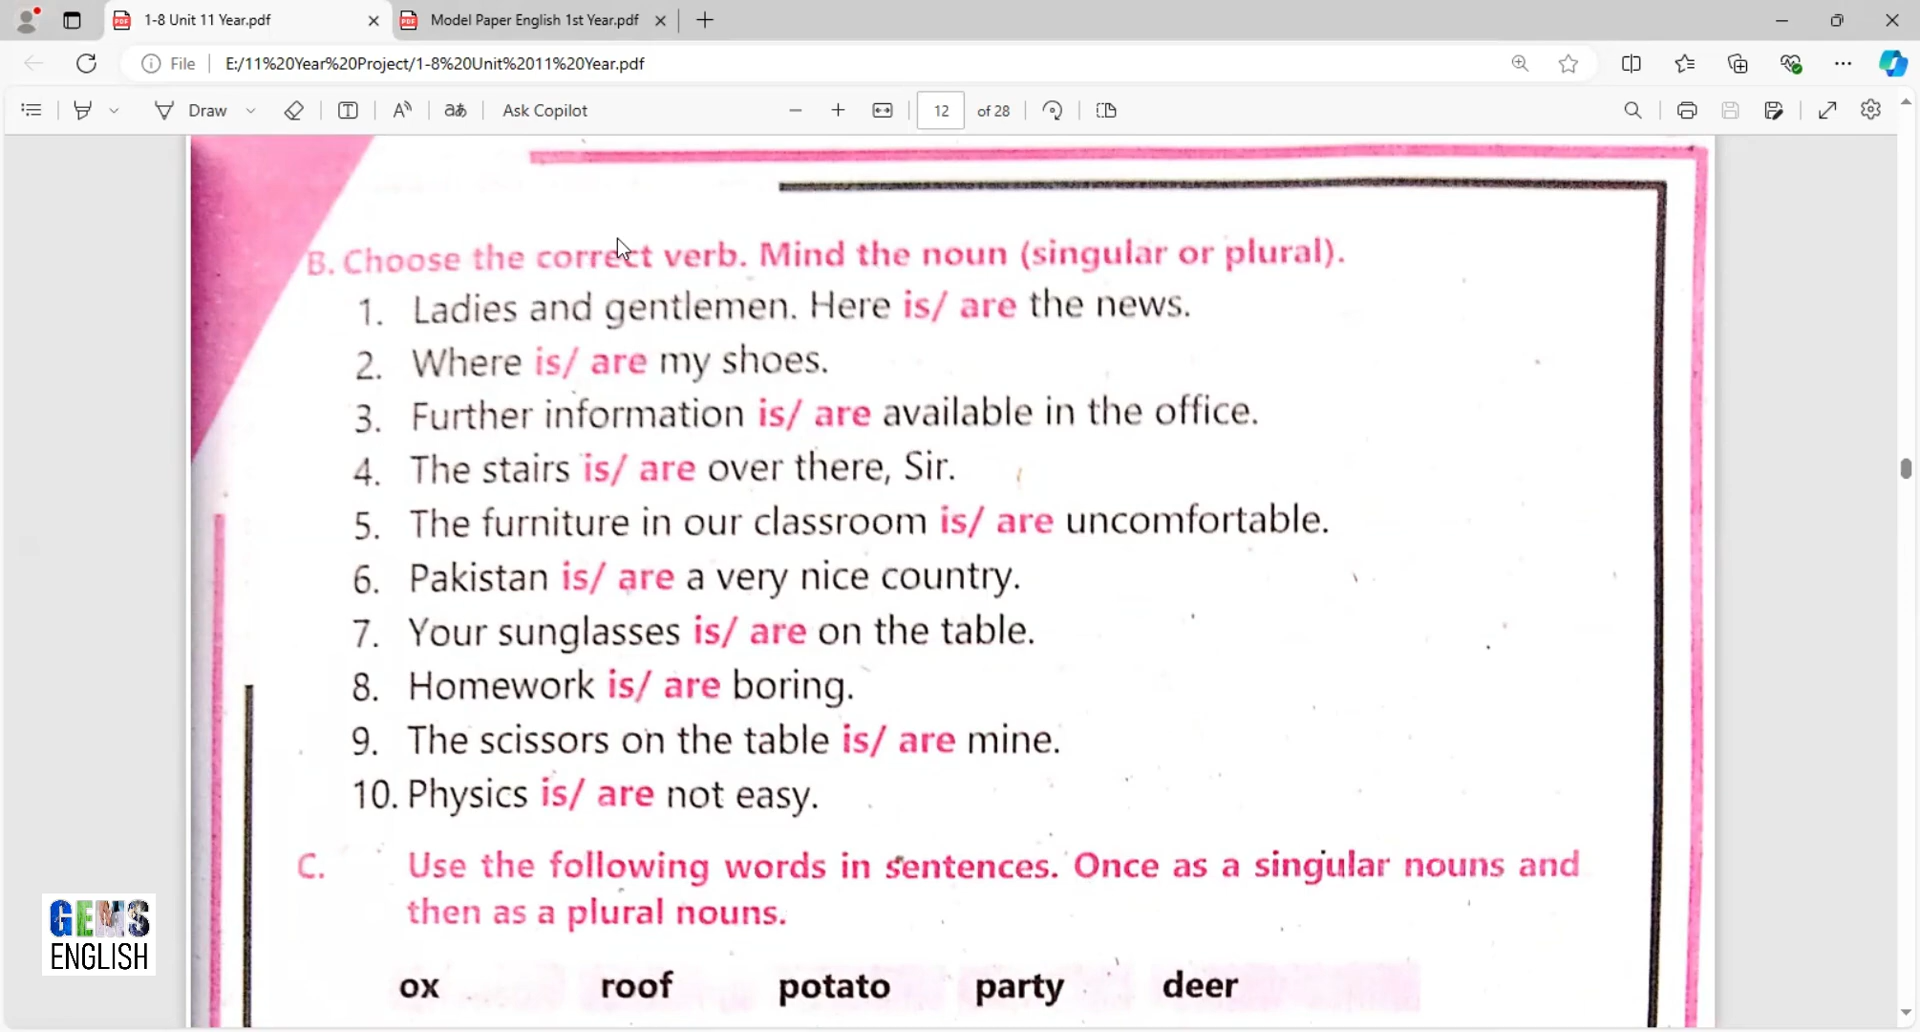 1-8 Unit 11 Year.pdf
Model Paper English 1st Year.pdf
File
E:/11%20Year%20Project/1-8%20Unit%2011%20Year.pdf
Draw
aあ
Ask Copilot
12 of 28
B. Choose the correct verb. Mind the noun (singular or plural).
1. Ladies and gentlemen. Here is/ are the news.
2. Where is/ are my shoes.
3. Further information is/ are available in the office.
4. The stairs is/ are over there, Sir.
5. The furniture in our classroom is/ are uncomfortable.
6. Pakistan is/ are a very nice country.
7. Your sunglasses is/ are on the table.
8. Homework is/ are boring.
9. The scissors on the table is/ are mine.
10. Physics is/ are not easy.
C. Use the following words in sentences. Once as a singular nouns and
then as a plural nouns.
ox roof potato party deer
GEMS
ENGLISH